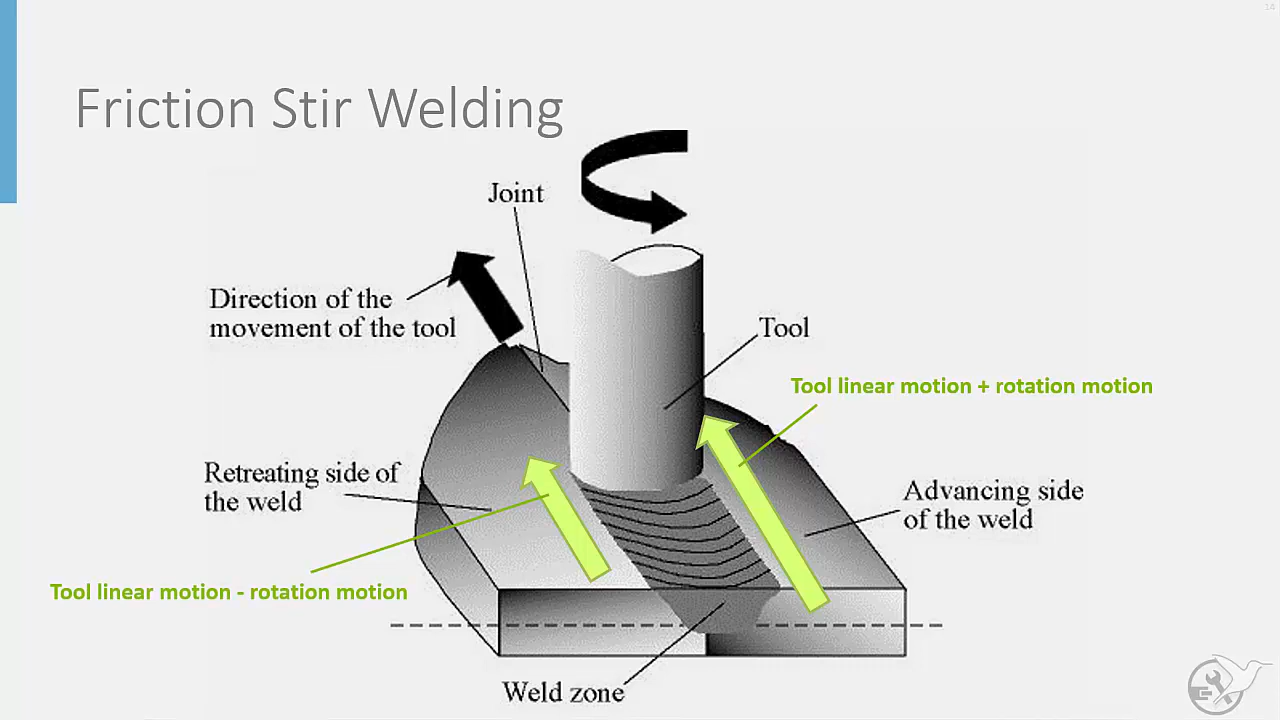 14
Friction Stir Welding
Joint
Direction of the
movement of the tool
Tool
Tool linear motion + rotation motion
Retreating side of
the weld
Advancing side
of the weld
Tool linear motion - rotation motion
Weld zone